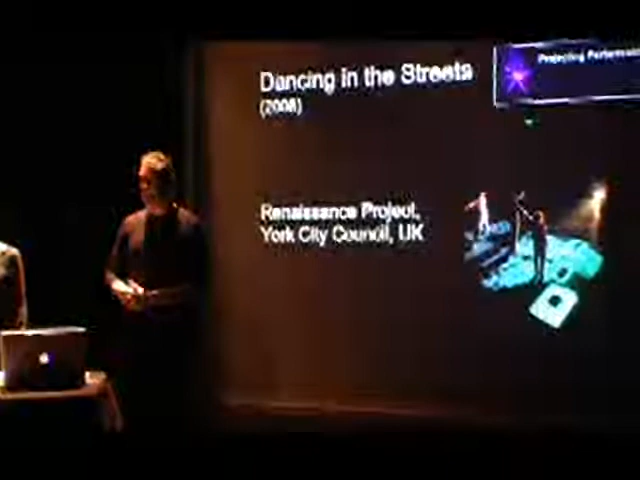 Dancing in the Streets
(2008)
Projecting Performance
Renaissance Project,
York City Council, UK